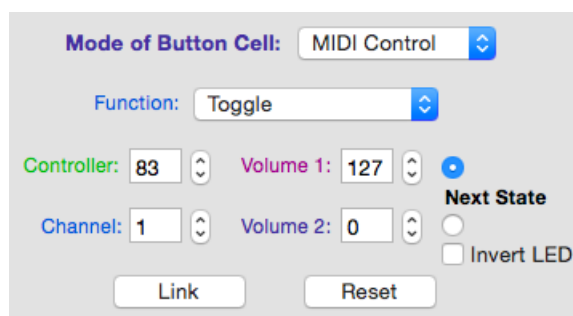 Mode of Button Cell: MIDI Control
Function: Toggle
Controller: 83 Volume 1: 127
Next State
Channel: 1 Volume 2: 0
Invert LED
Link Reset